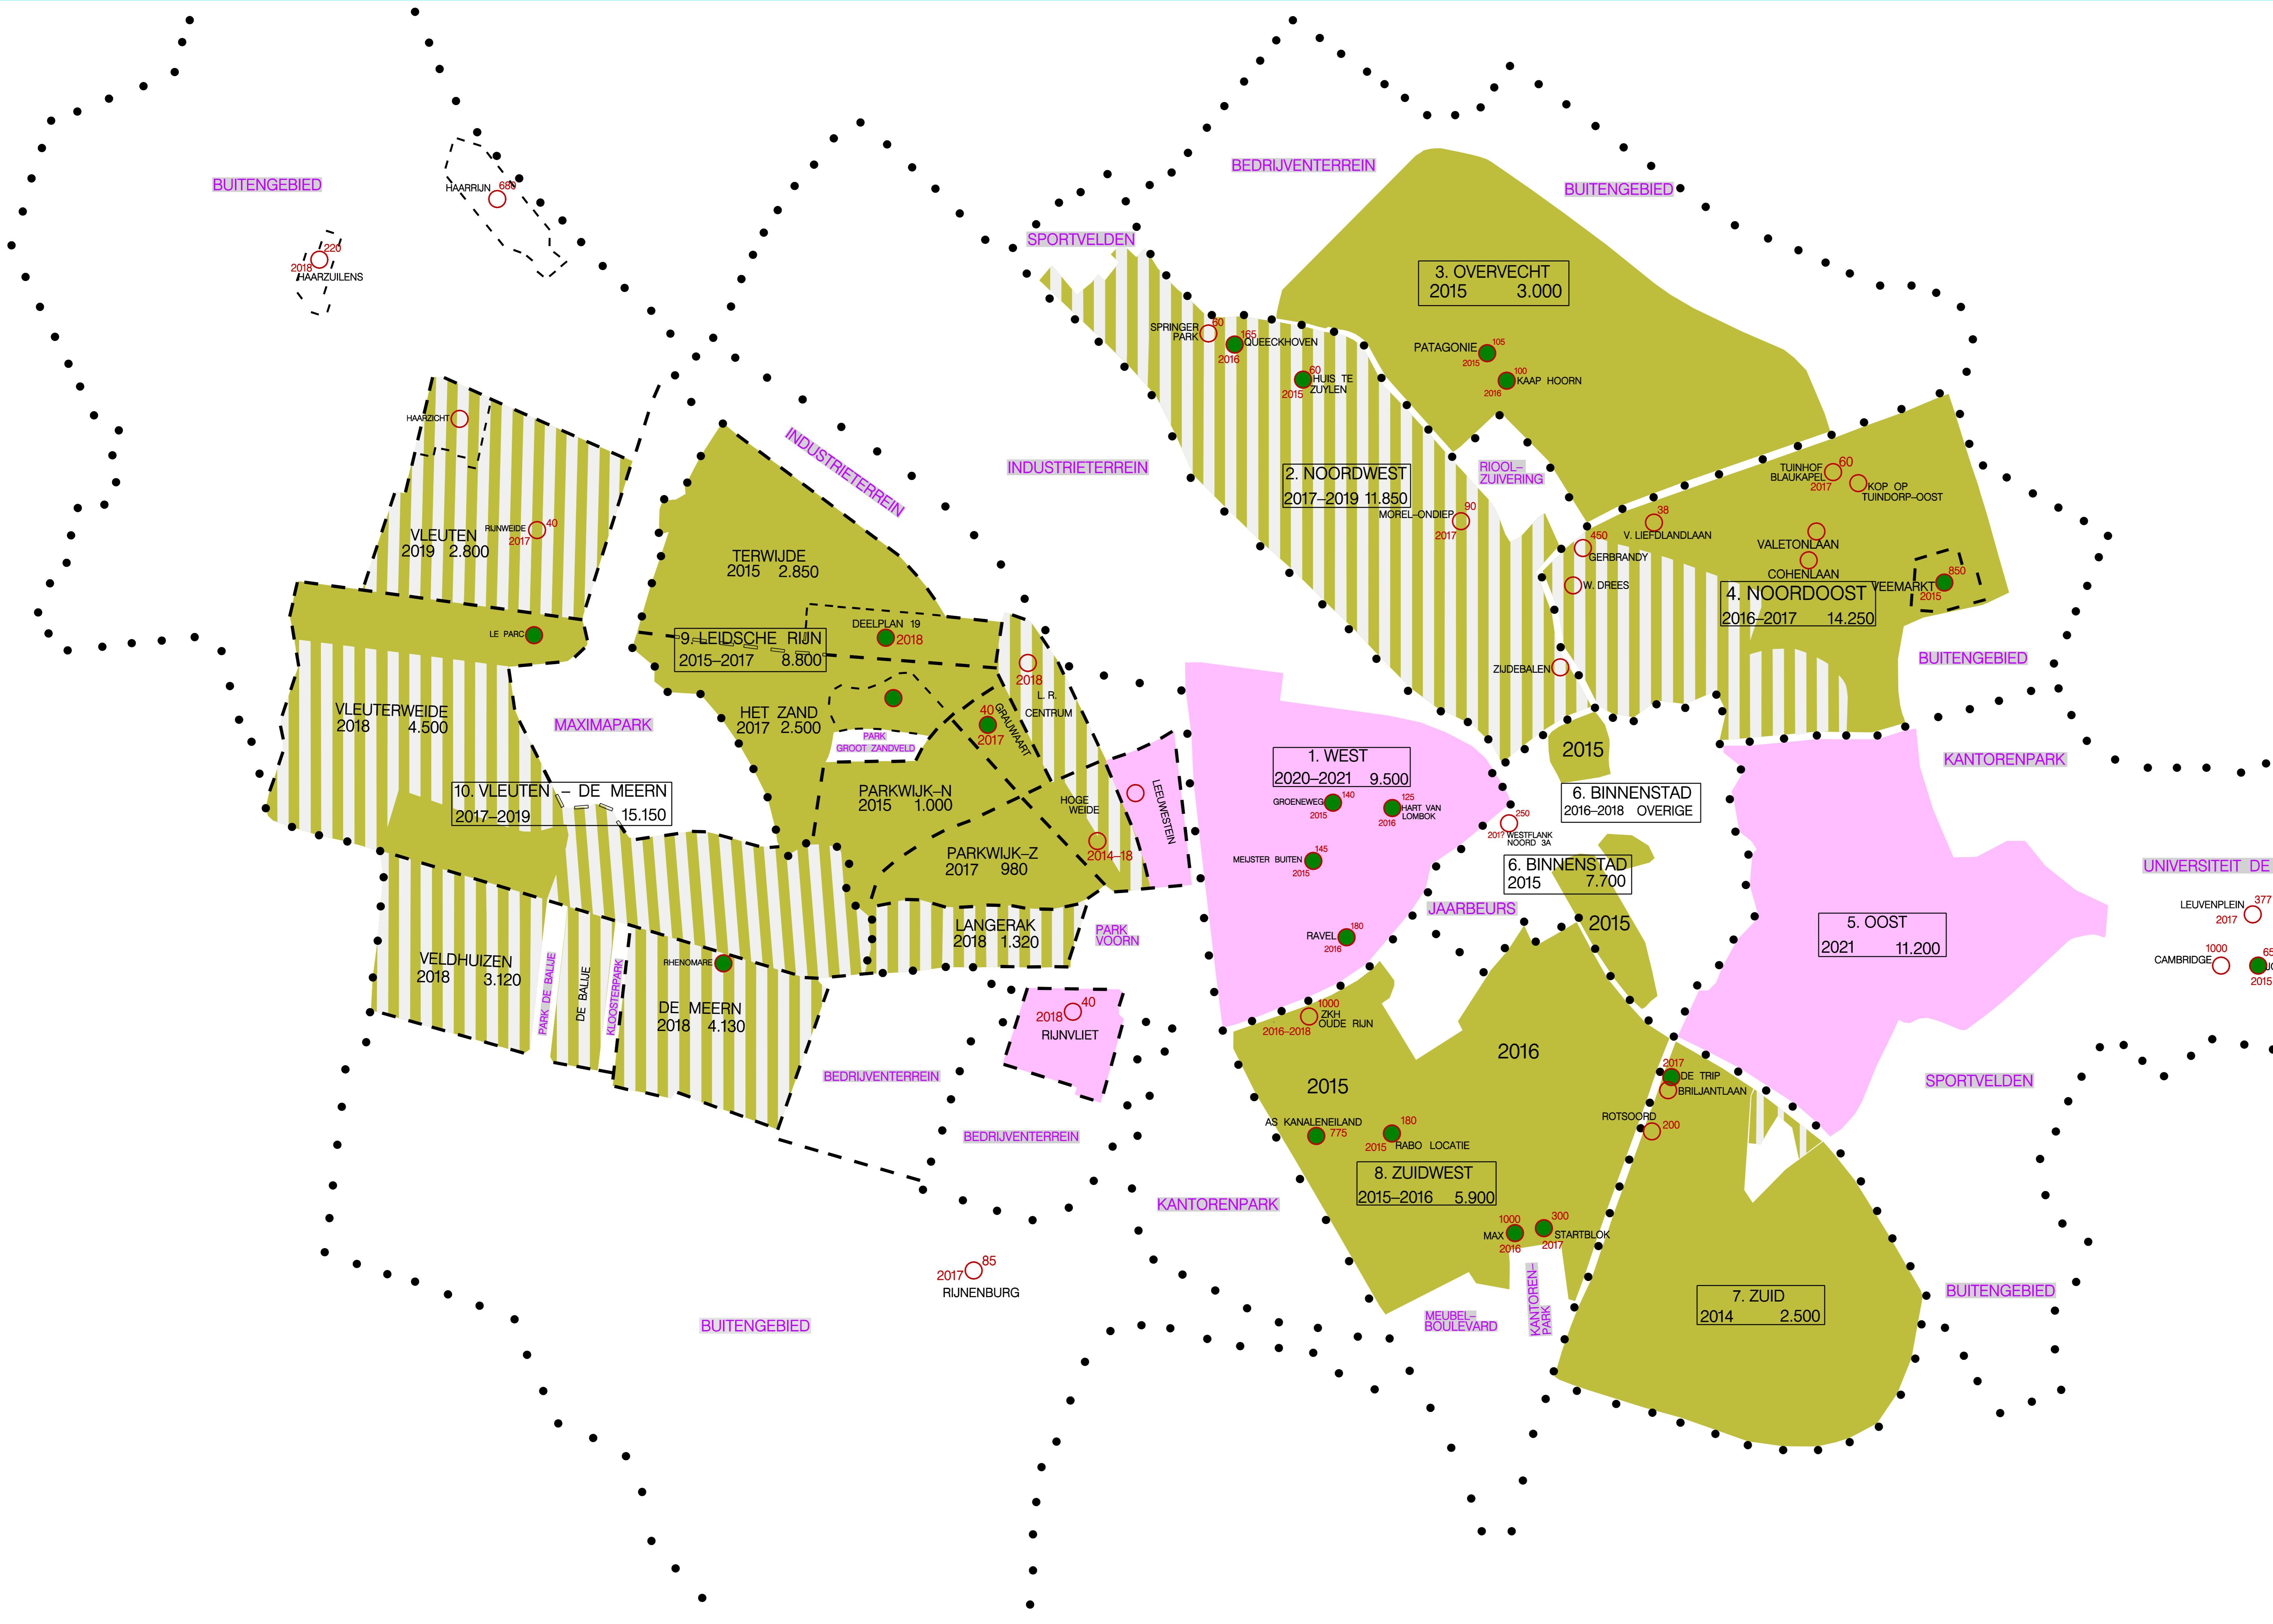 BUITENGEBIED
HAARRIJN
680
220
2018
HAARZUILENS
BEDRIJVENTERREIN
BUITENGEBIED
SPORTVELDEN
3. OVERVECHT
2015 3.000
SPRINGER
PARK
60
165
QUEECKHOVEN
2016
60
HUIS TE
ZUYLEN
2015
PATAGONIE
105
2015
100
KAAP HOORN
2016
INDUSTRIETERREIN
INDUSTRIETERREIN
2. NOORDWEST
2017–2019 11.850
RIOOL–
ZUIVERING
MOREL–ONDIEP
90
2017
TUINHOF
BLAUKAPEL
60
2017
KOP OP
TUINDORP–OOST
38
V. LIEFDLANDLAAN
450
GERBRANDY
W. DREES
VALETONLAAN
COHENLAAN
VEEMARKT
850
2015
4. NOORDOOST
2016–2017 14.250
ZIJDEBALEN
BUITENGEBIED
KANTORENPARK
HAARZICHT
VLEUTEN
2019 2.800
RIJNWEIDE
40
2017
LE PARC
VLEUTERWEIDE
2018 4.500
MAXIMAPARK
10. VLEUTEN – DE MEERN
2017–2019 15.150
TERWIJDE
2015 2.850
DEELPLAN 19
2018
9. LEIDSCHE RIJN
2015–2017 8.800
HET ZAND
2017 2.500
PARK
GROOT ZANDVELD
40
2017
GRAUWAART
2018
L. R.
CENTRUM
PARKWIJK–N
2015 1.000
HOGE
WEIDE
2014–18
LEEUWESTEIN
PARKWIJK–Z
2017 980
LANGERAK
2018 1.320
PARK
VOORN
VELDHUIZEN
2018 3.120
PARK DE BALIJE
DE BALIJE
KLOOSTERPARK
RHENOMARE
DE MEERN
2018 4.130
40
2018
RIJNVLIET
BEDRIJVENTERREIN
BEDRIJVENTERREIN
85
2017
RIJNENBURG
BUITENGEBIED
KANTORENPARK
1. WEST
2020–2021 9.500
GROENEWEG
140
2015
125
HART VAN
LOMBOK
2016
MEIJSTER BUITEN
145
2015
RAVEL
180
2016
2015
6. BINNENSTAD
2016–2018 OVERIGE
250
201? WESTFLANK
NOORD 3A
6. BINNENSTAD
2015 7.700
JAARBEURS
2015
5. OOST
2021 11.200
UNIVERSITEIT DE
LEUVENPLEIN
377
2017
1000
CAMBRIDGE
2015
1000
ZKH
OUDE RIJN
2016–2018
2016
2015
AS KANALENEILAND
775
180
2015 RABO LOCATIE
8. ZUIDWEST
2015–2016 5.900
1000
MAX
2016
300
STARTBLOK
2017
2017
DE TRIP
BRILJANTLAAN
ROTSOORD
200
SPORTVELDEN
MEUBEL–
BOULEVARD
KANTOREN–
PARK
7. ZUID
2014 2.500
BUITENGEBIED